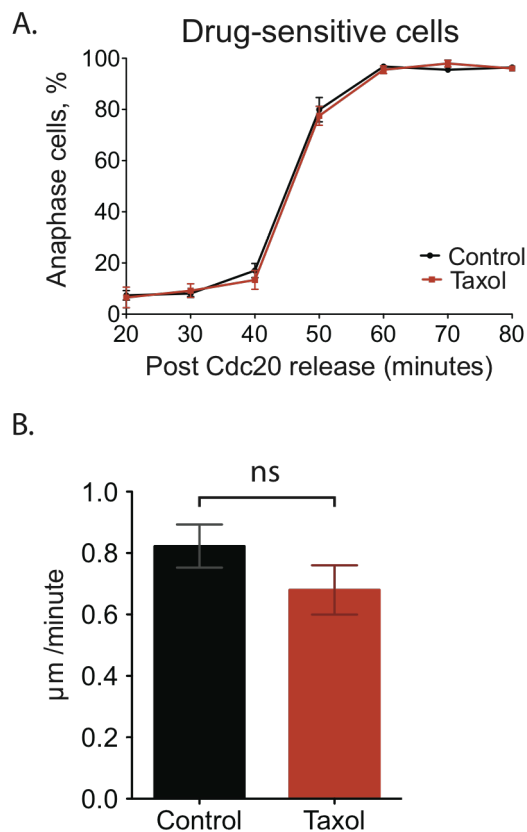 A.
Drug-sensitive cells
Anaphase cells, %
100
80
60
40
20
0
Control
Taxol
20 30 40 50 60 70 80
Post Cdc20 release (minutes)
B.
ns
µm /minute
1.0
0.8
0.6
0.4
0.2
0.0
Control Taxol